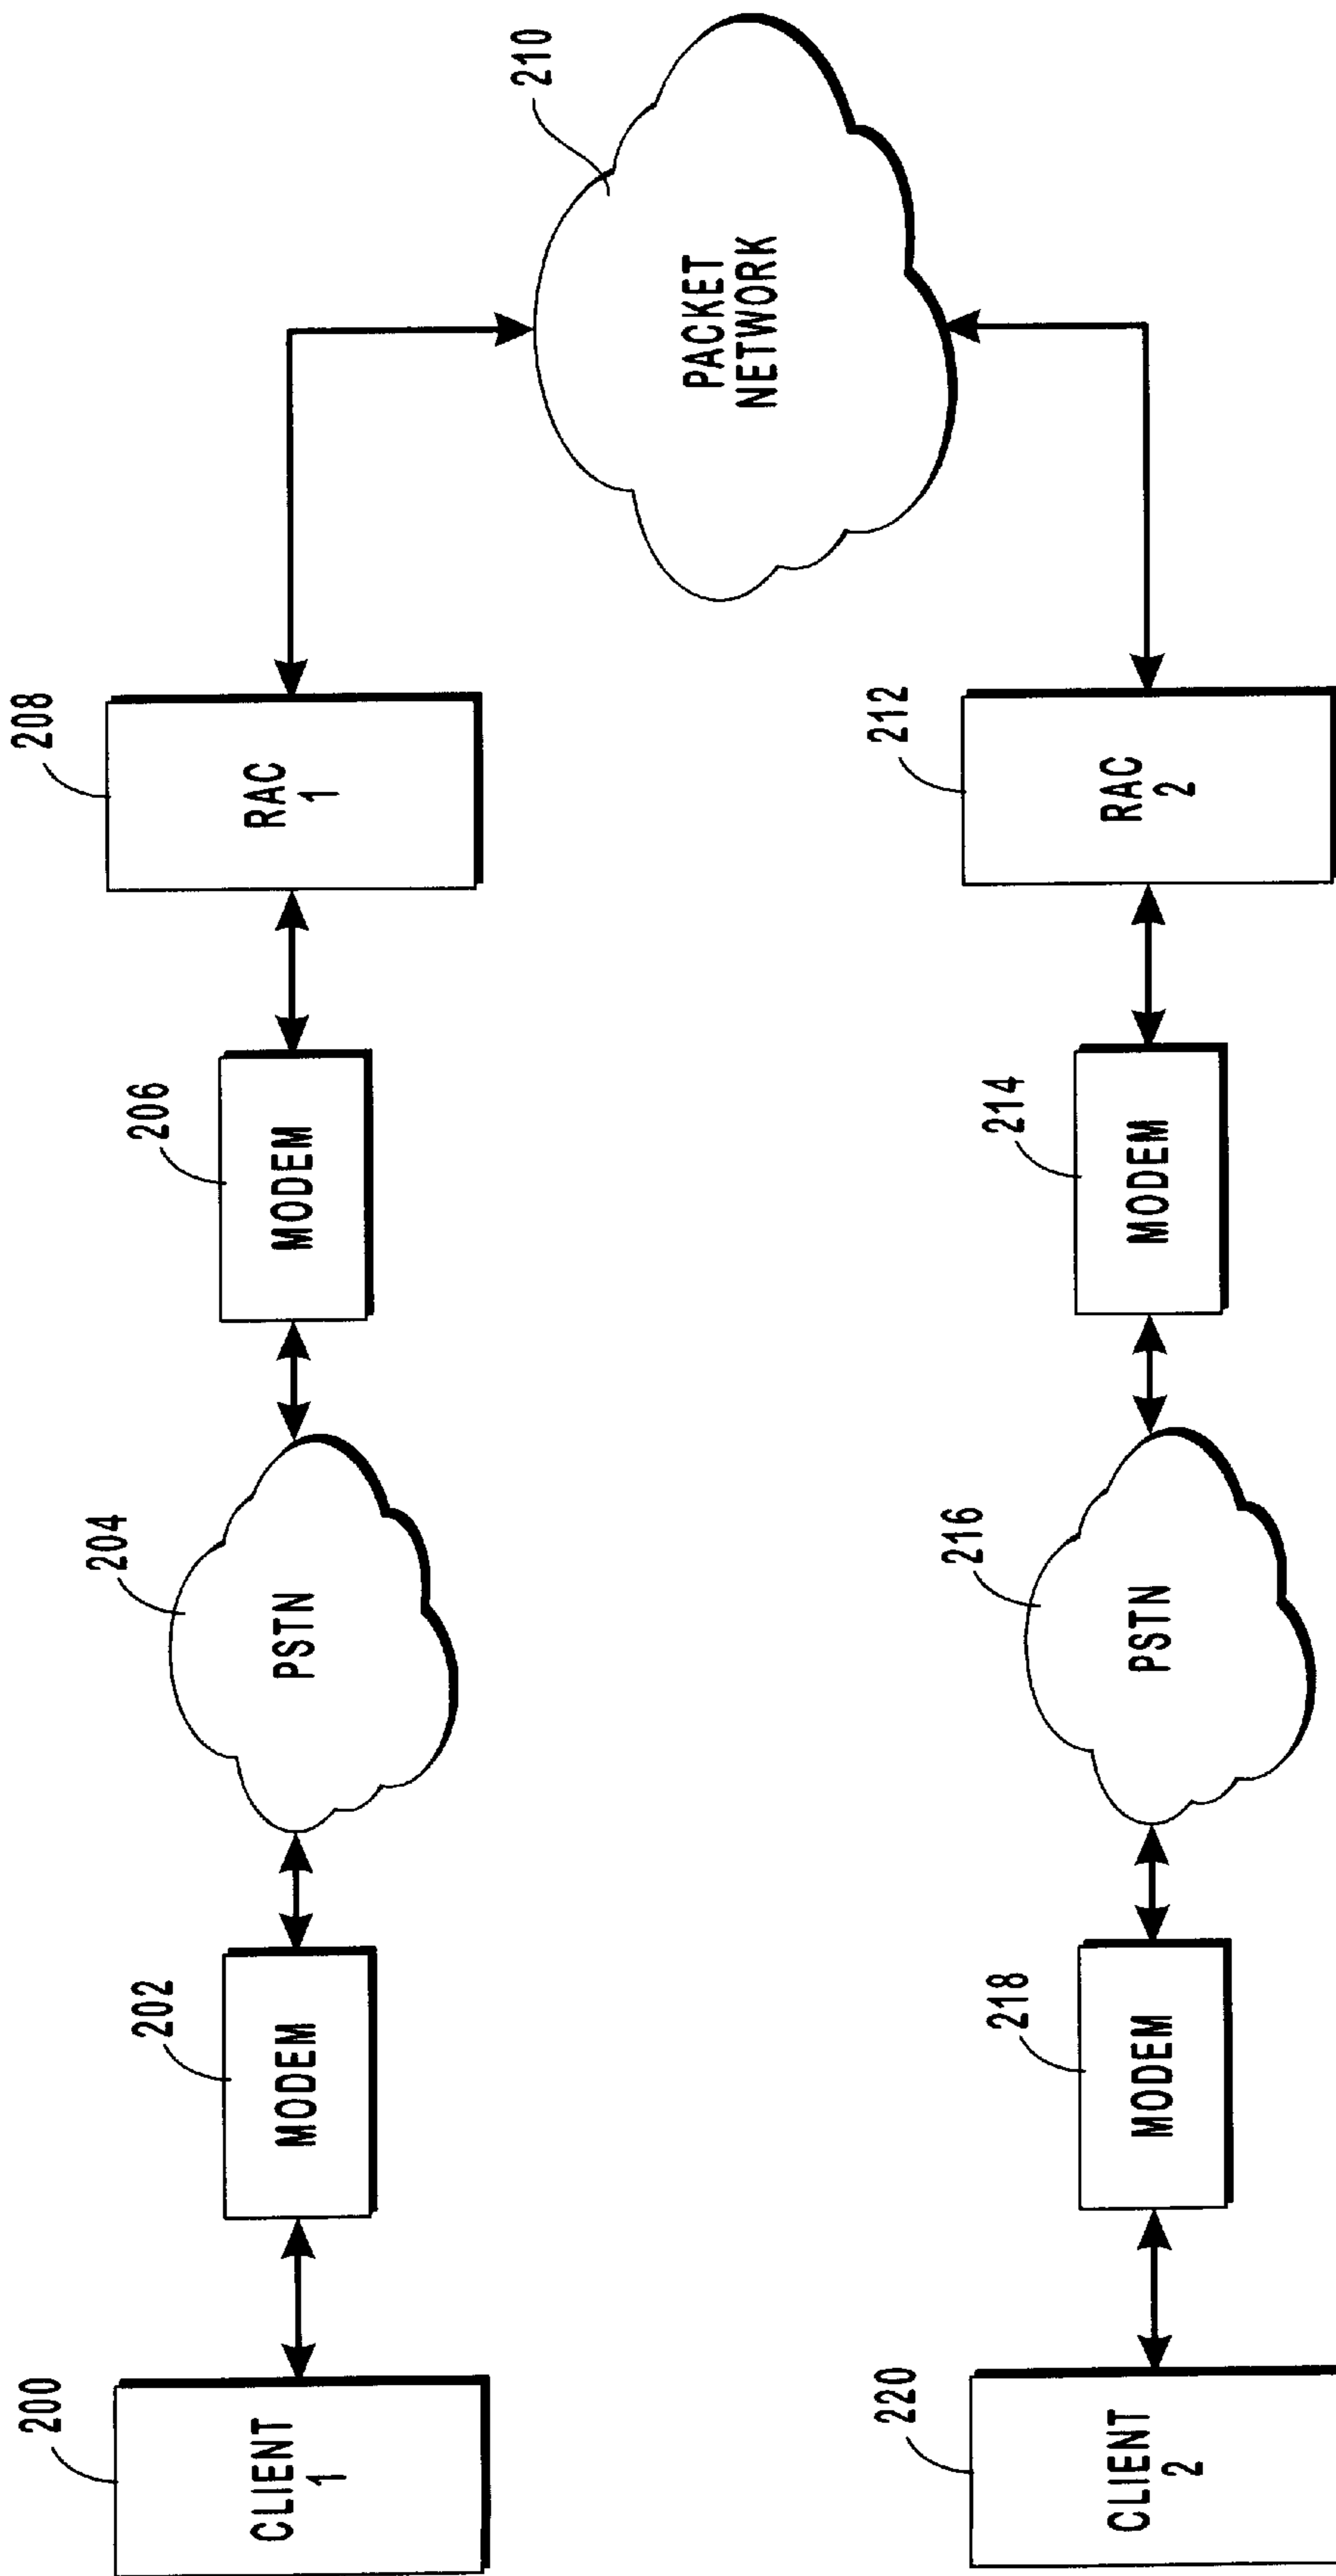 200
CLIENT
1
202
MODEM
204
PSTN
206
MODEM
208
RAC
1
210
PACKET
NETWORK
220
CLIENT
2
218
MODEM
216
PSTN
214
MODEM
212
RAC
2